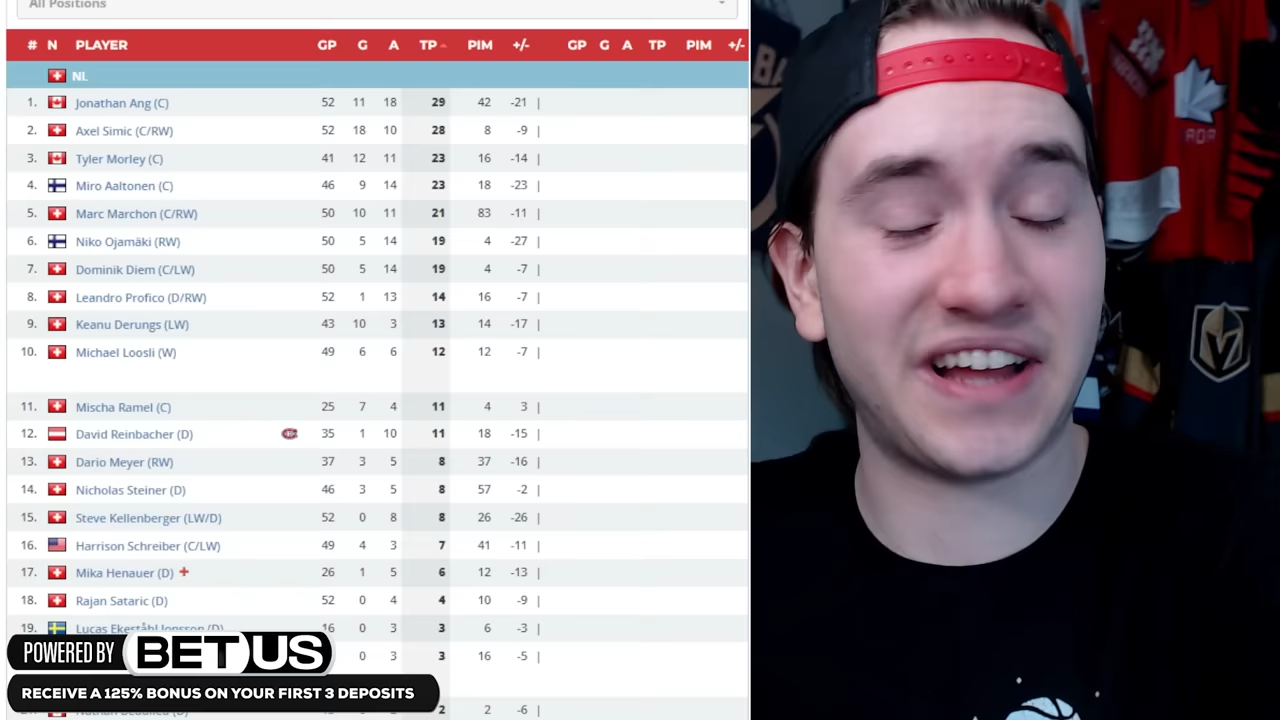 All Positions
# N PLAYER GP G A TP PIM +/- GP G A TP PIM +/-
NL
1. Jonathan Ang (C) 52 11 18 29 42 -21 |
2. Axel Simic (C/RW) 52 18 10 28 8 -9 |
3. Tyler Morley (C) 41 12 11 23 16 -14 |
4. Miro Aaltonen (C) 46 9 14 23 18 -23 |
5. Marc Marchon (C/RW) 50 10 11 21 83 -11 |
6. Niko Ojamäki (RW) 50 5 14 19 4 -27 |
7. Dominik Diem (C/LW) 50 5 14 19 4 -7 |
8. Leandro Profico (D/RW) 52 1 13 14 16 -7 |
9. Keanu Derungs (LW) 43 10 3 13 14 -17 |
10. Michael Loosli (W) 49 6 6 12 12 -7 |
11. Mischa Ramel (C) 25 7 4 11 4 3 |
12. David Reinbacher (D) 35 1 10 11 18 -15 |
13. Dario Meyer (RW) 37 3 5 8 37 -16 |
14. Nicholas Steiner (D) 46 3 5 8 57 -2 |
15. Steve Kellenberger (LW/D) 52 0 8 8 26 -26 |
16. Harrison Schreiber (C/LW) 49 4 3 7 41 -11 |
17. Mika Henauer (D) 26 1 5 6 12 -13 |
18. Rajan Sataric (D) 52 0 4 4 10 -9 |
19. Lucas Ekeståhl Jonsson (D) 16 0 3 3 6 -3 |
0 3 3 16 -5 |
2 2 -6 |
POWERED BY BETUS
RECEIVE A 125% BONUS ON YOUR FIRST 3 DEPOSITS